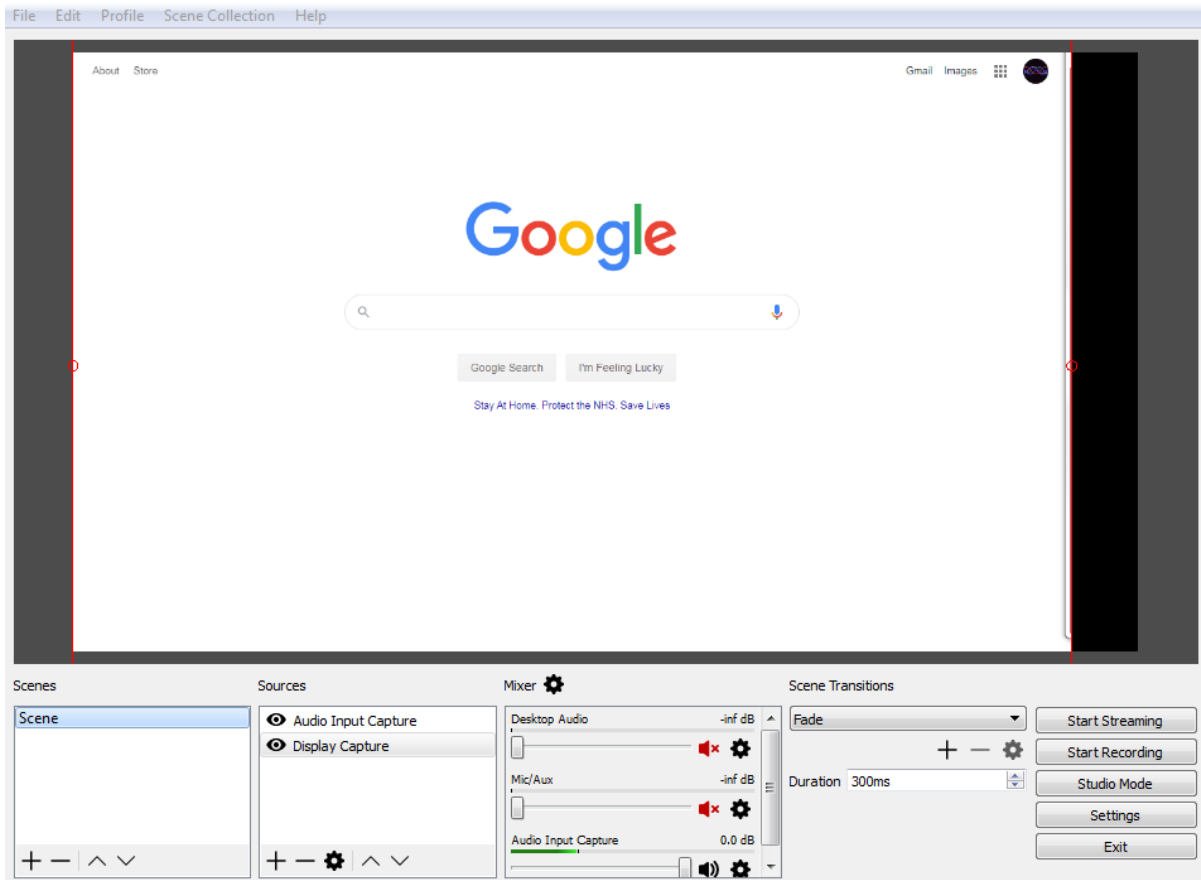 File Edit Profile Scene Collection Help
About Store Gmail Images
Google
Google Search I'm Feeling Lucky
Stay At Home. Protect the NHS. Save Lives
Scenes Sources Mixer Scene Transitions
Scene
Audio Input Capture
Display Capture
Desktop Audio -inf dB
Mic/Aux -inf dB
Audio Input Capture 0.0 dB
Fade
Duration 300ms
Start Streaming
Start Recording
Studio Mode
Settings
Exit